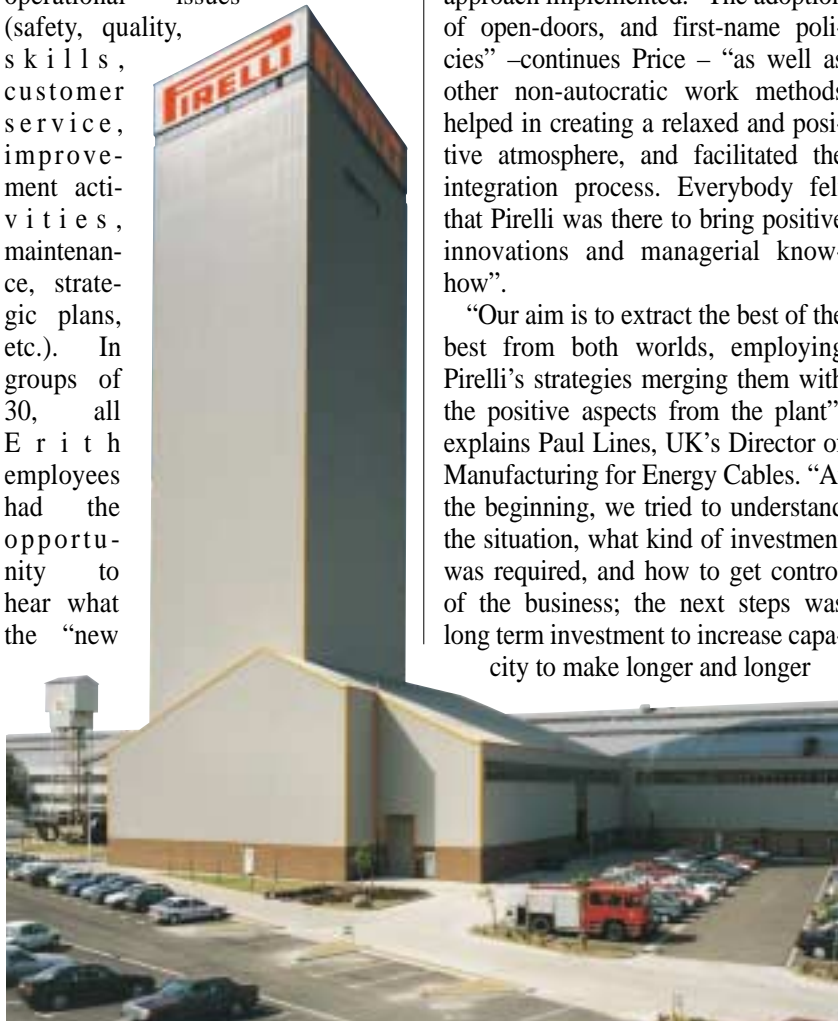 operational issues
(safety, quality,
skills,
customer
service,
improve-
ment acti-
vities,
maintenan-
ce, strate-
gic plans,
etc.). In
groups of
30, all
Erith
employees
had the
opportu-
nity to
hear what
the “new
approach implemented. “The adoption
of open-doors, and first-name poli-
cies” –continues Price – “as well as
other non-autocratic work methods
helped in creating a relaxed and posi-
tive atmosphere, and facilitated the
integration process. Everybody fel
that Pirelli was there to bring positive
innovations and managerial know-
how”.
“Our aim is to extract the best of the
best from both worlds, employing
Pirelli’s strategies merging them with
the positive aspects from the plant”
explains Paul Lines, UK’s Director of
Manufacturing for Energy Cables. “A
the beginning, we tried to understand
the situation, what kind of investmen
was required, and how to get contro
of the business; the next steps was
long term investment to increase capa-
city to make longer and longer
PIRELLI
PIRELLI